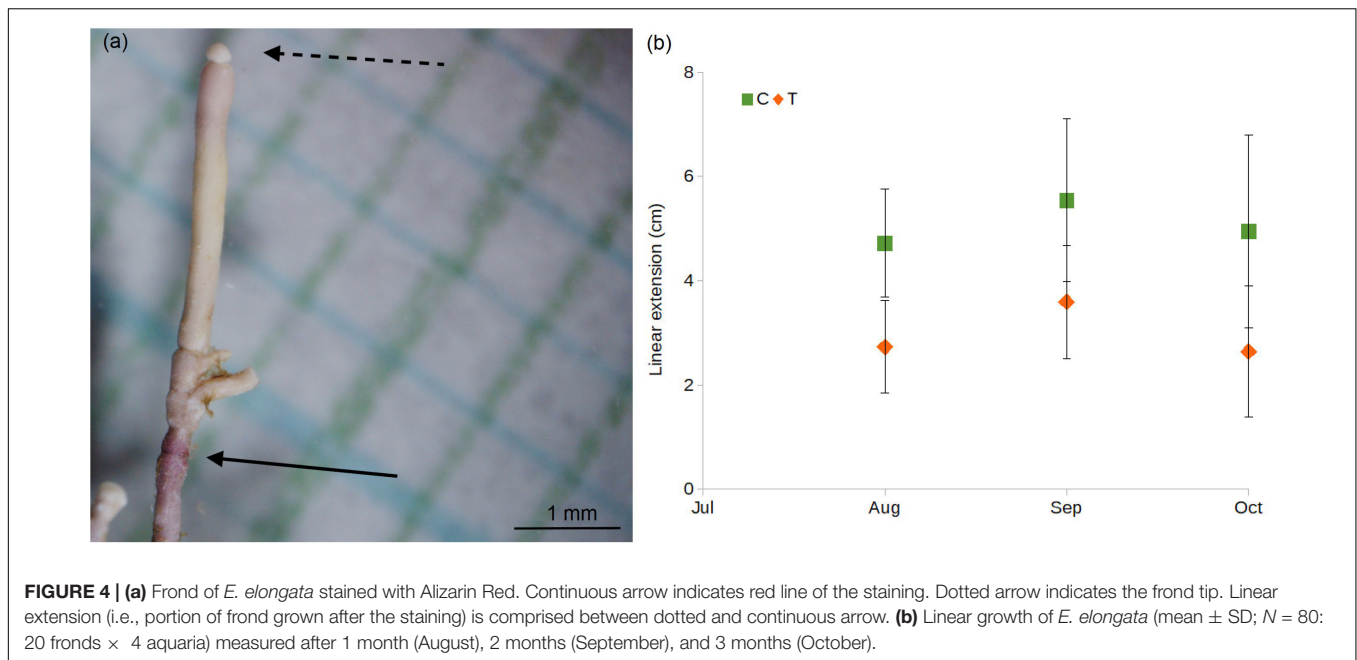 (a)
1 mm
(b)
8
6
4
2
0
Linear extension (cm)
C T
Jul Aug Sep Oct
FIGURE 4 | (a) Frond of E. elongata stained with Alizarin Red. Continuous arrow indicates red line of the staining. Dotted arrow indicates the frond tip. Linear
extension (i.e., portion of frond grown after the staining) is comprised between dotted and continuous arrow. (b) Linear growth of E. elongata (mean ± SD; N = 80:
20 fronds × 4 aquaria) measured after 1 month (August), 2 months (September), and 3 months (October).